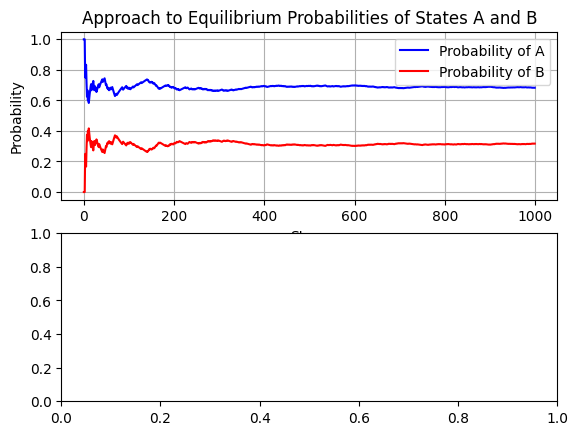 Approach to Equilibrium Probabilities of States A and B
Probability
1.0
0.8
0.6
0.4
0.2
0.0
Probability of A
Probability of B
0 200 400 600 800 1000
1.0
0.8
0.6
0.4
0.2
0.0
0.0 0.2 0.4 0.6 0.8 1.0